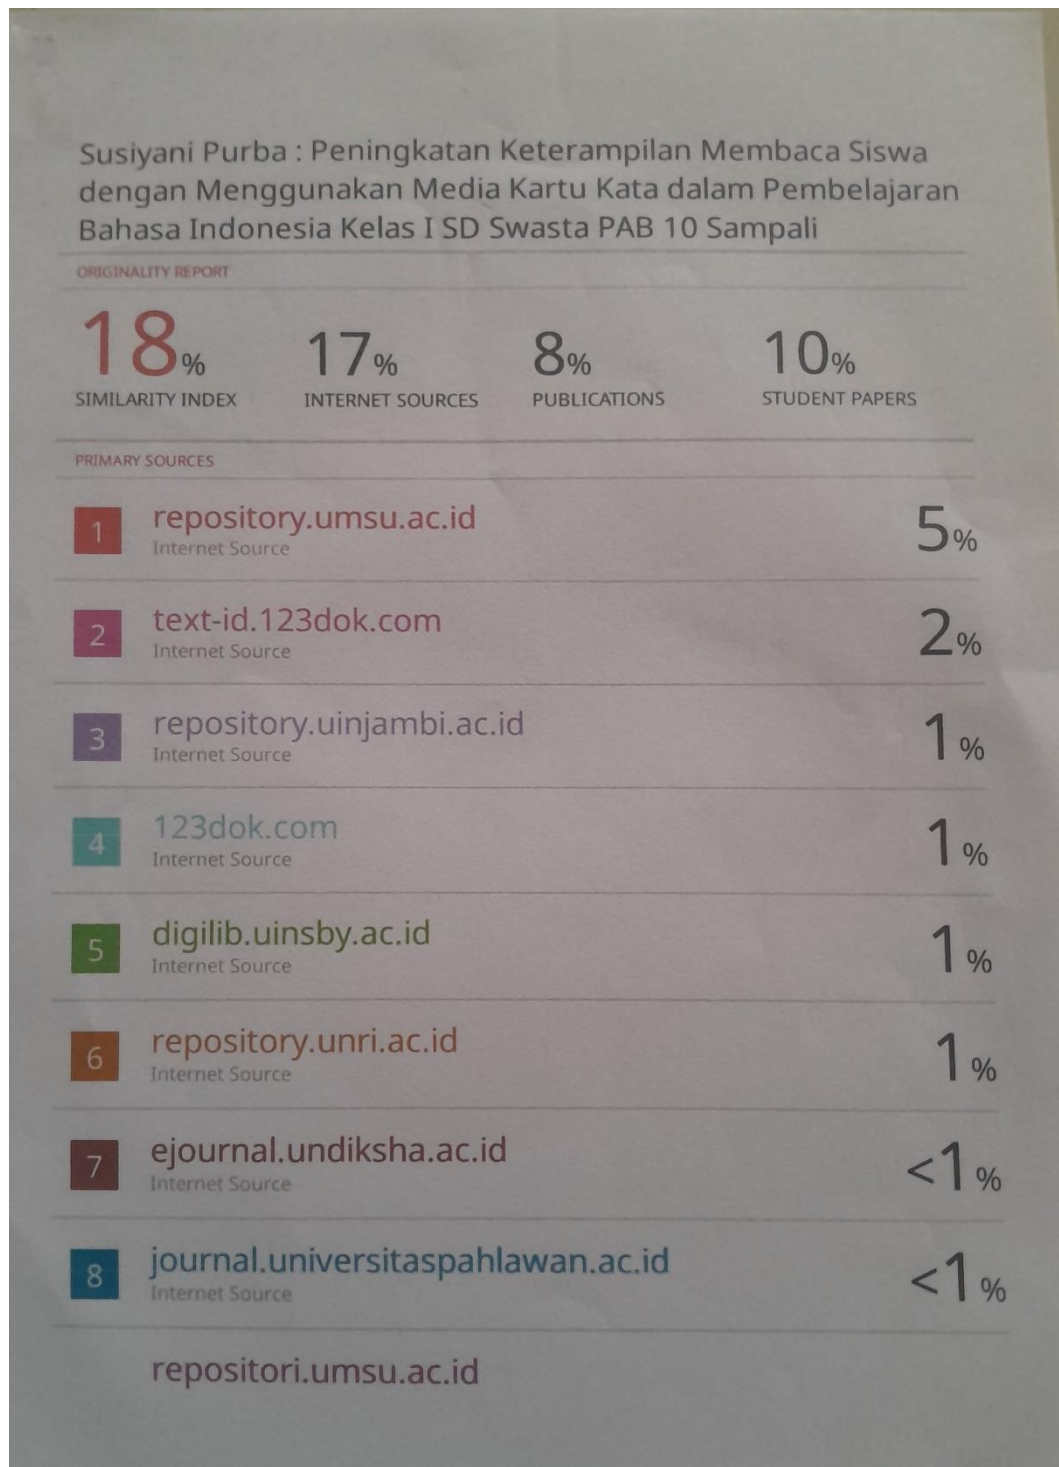 Susiyani Purba : Peningkatan Keterampilan Membaca Siswa
dengan Menggunakan Media Kartu Kata dalam Pembelajaran
Bahasa Indonesia Kelas I SD Swasta PAB 10 Sampali
ORIGINALITY REPORT
18% 17% 8% 10%
SIMILARITY INDEX INTERNET SOURCES PUBLICATIONS STUDENT PAPERS
PRIMARY SOURCES
1 repository.umsu.ac.id 5%
Internet Source
2 text-id.123dok.com 2%
Internet Source
3 repository.uinjambi.ac.id 1%
Internet Source
4 123dok.com 1%
Internet Source
5 digilib.uinsby.ac.id 1%
Internet Source
6 repository.unri.ac.id 1%
Internet Source
7 ejournal.undiksha.ac.id <1%
Internet Source
8 journal.universitaspahlawan.ac.id <1%
Internet Source
repositori.umsu.ac.id